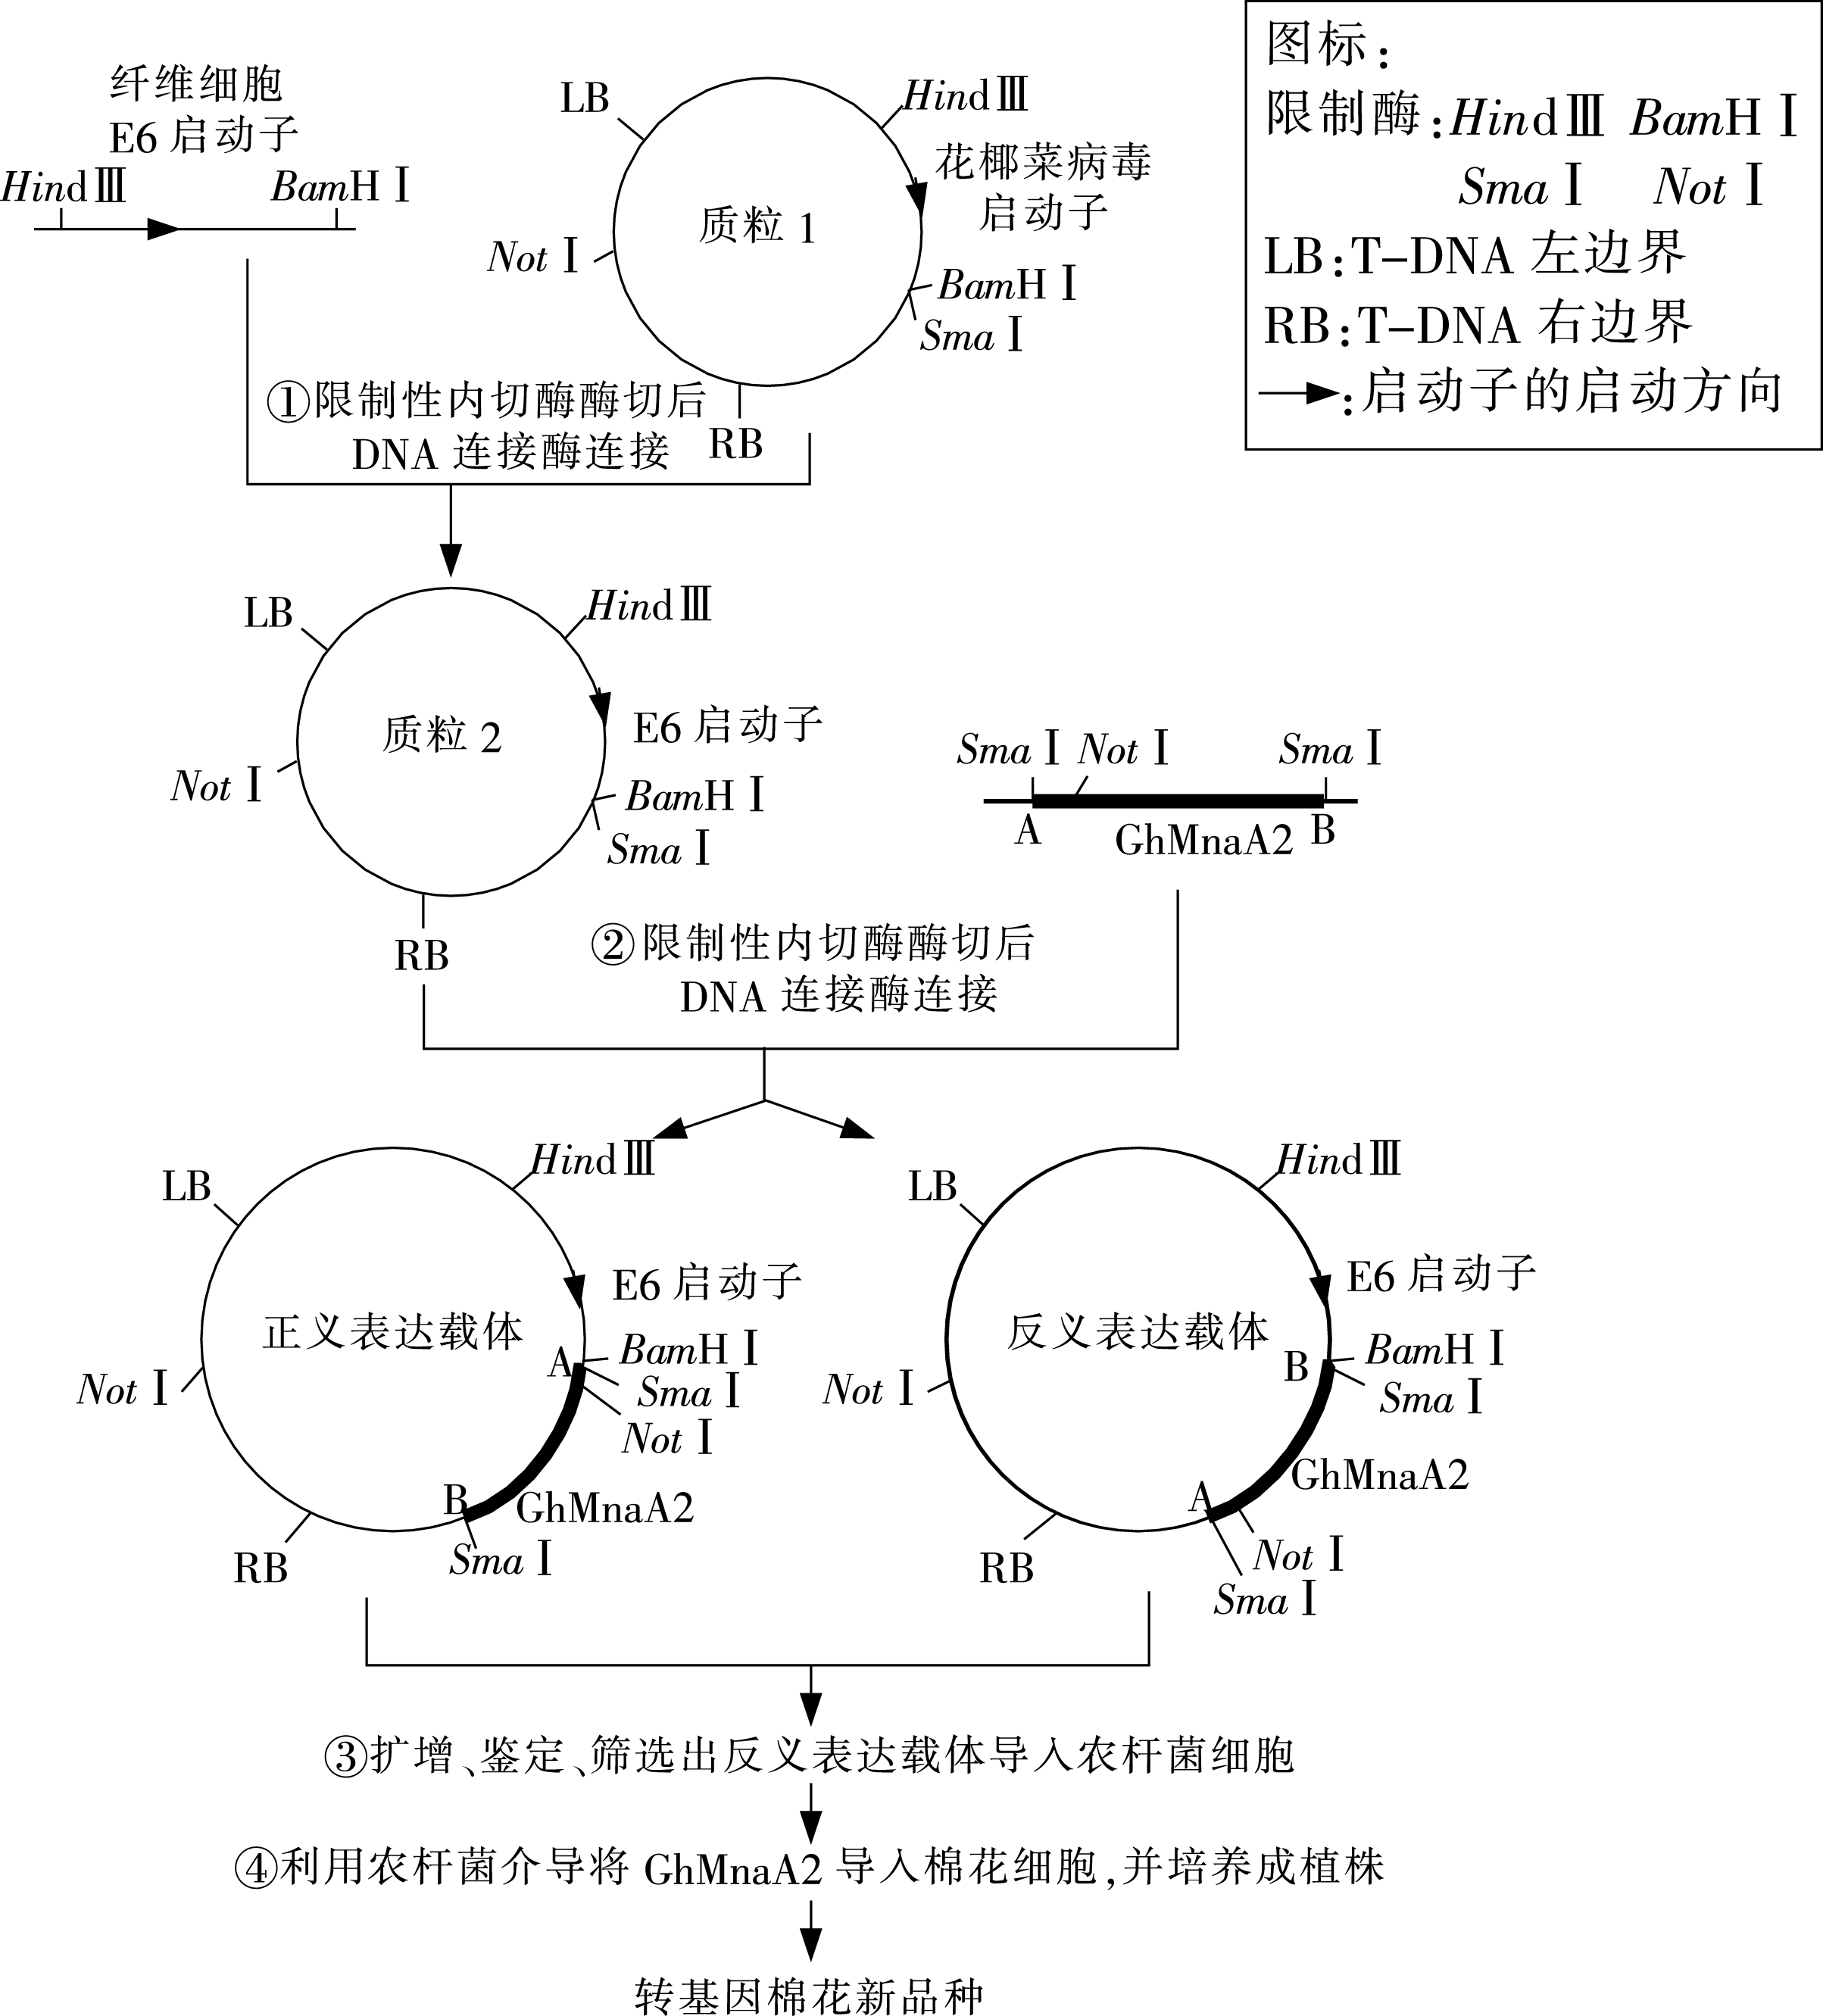 纤维细胞
E6 启动子
HindⅢ
BamHⅠ
LB
HindⅢ
花椰菜病毒
启动子
质粒 1
NotⅠ
BamHⅠ
SmaⅠ
RB
①限制性内切酶酶切后
DNA 连接酶连接
图标:
限制酶:HindⅢ BamHⅠ
SmaⅠ NotⅠ
LB:T-DNA 左边界
RB:T-DNA 右边界
:启动子的启动方向
LB
HindⅢ
质粒 2
E6 启动子
NotⅠ
BamHⅠ
SmaⅠ
RB
SmaⅠ NotⅠ SmaⅠ
A GhMnaA2 B
②限制性内切酶酶切后
DNA 连接酶连接
LB
HindⅢ
E6 启动子
正义表达载体
A
BamHⅠ
SmaⅠ
NotⅠ
NotⅠ
B
GhMnaA2
SmaⅠ
RB
LB
HindⅢ
E6 启动子
反义表达载体
B
BamHⅠ
SmaⅠ
NotⅠ
GhMnaA2
A
NotⅠ
SmaⅠ
RB
③扩增、鉴定、筛选出反义表达载体导入农杆菌细胞
④利用农杆菌介导将 GhMnaA2 导入棉花细胞,并培养成植株
转基因棉花新品种